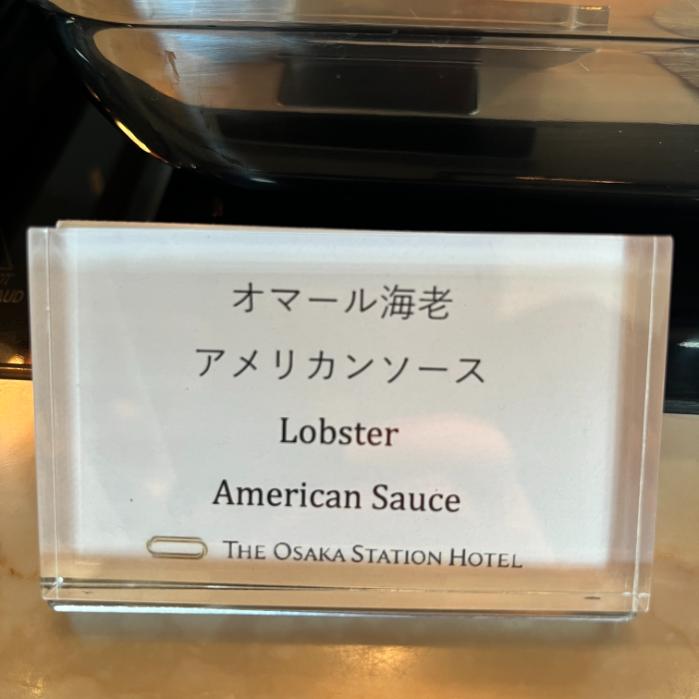 オマール海老
アメリカンソース
Lobster
American Sauce
THE OSAKA STATION HOTEL